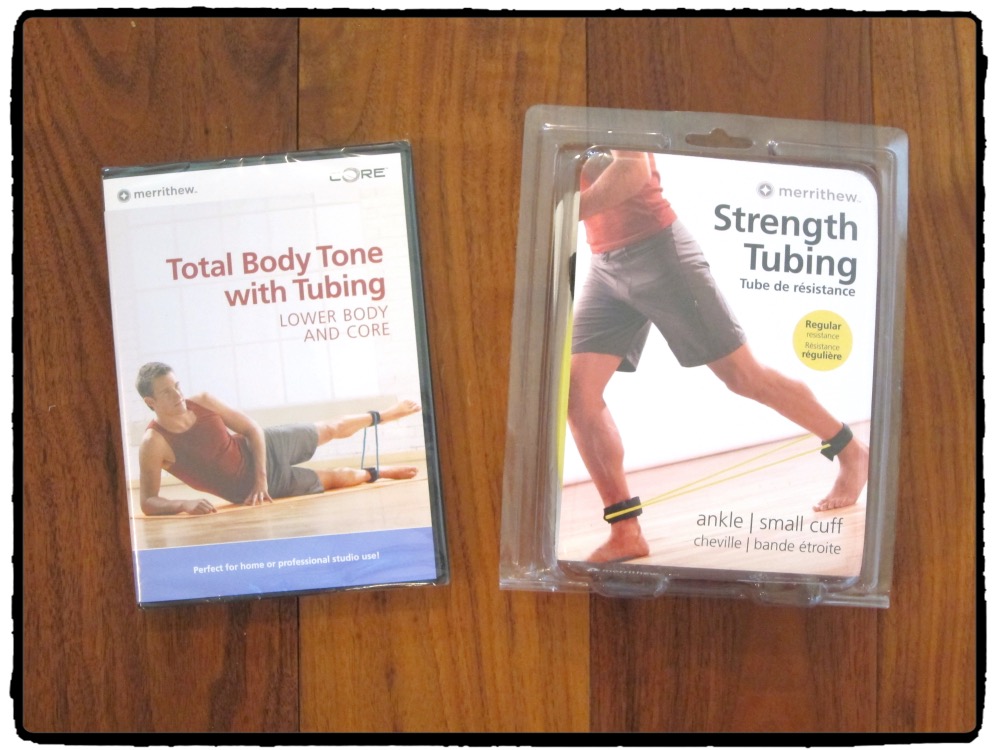 merrithew.
CORE
Total Body Tone
with Tubing
LOWER BODY
AND CORE
Perfect for home or professional studio use!
merrithew
Strength
Tubing
Tube de résistance
Regular
resistance
Résistance
régulière
ankle | small cuff
cheville | bande étroite